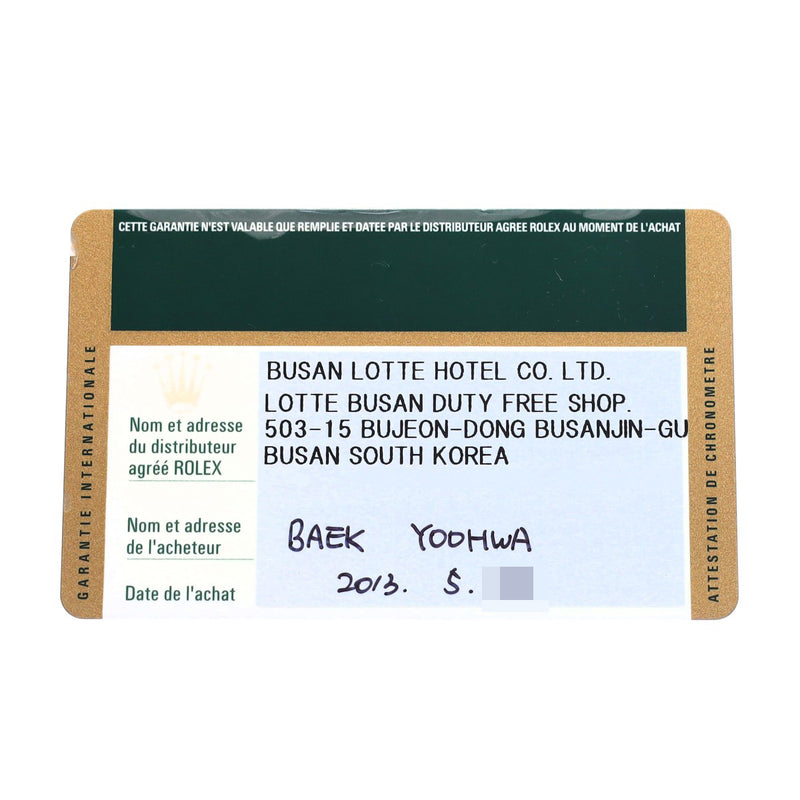 CETTE GARANTIE N'EST VALABLE QUE REMPLIE ET DATEE PAR LE DISTRIBUTEUR AGREE ROLEX AU MOMENT DE L'ACHAT
GARANTIE INTERNATIONALE
Nom et adresse
du distributeur
agréé ROLEX
BUSAN LOTTE HOTEL CO. LTD.
LOTTE BUSAN DUTY FREE SHOP.
503-15 BUJEON-DONG BUSANJIN-GU
BUSAN SOUTH KOREA
Nom et adresse
de l'acheteur
BAEK YOOHWA
Date de l'achat
2013. 5.
ATTESTATION DE CHRONOMETRE